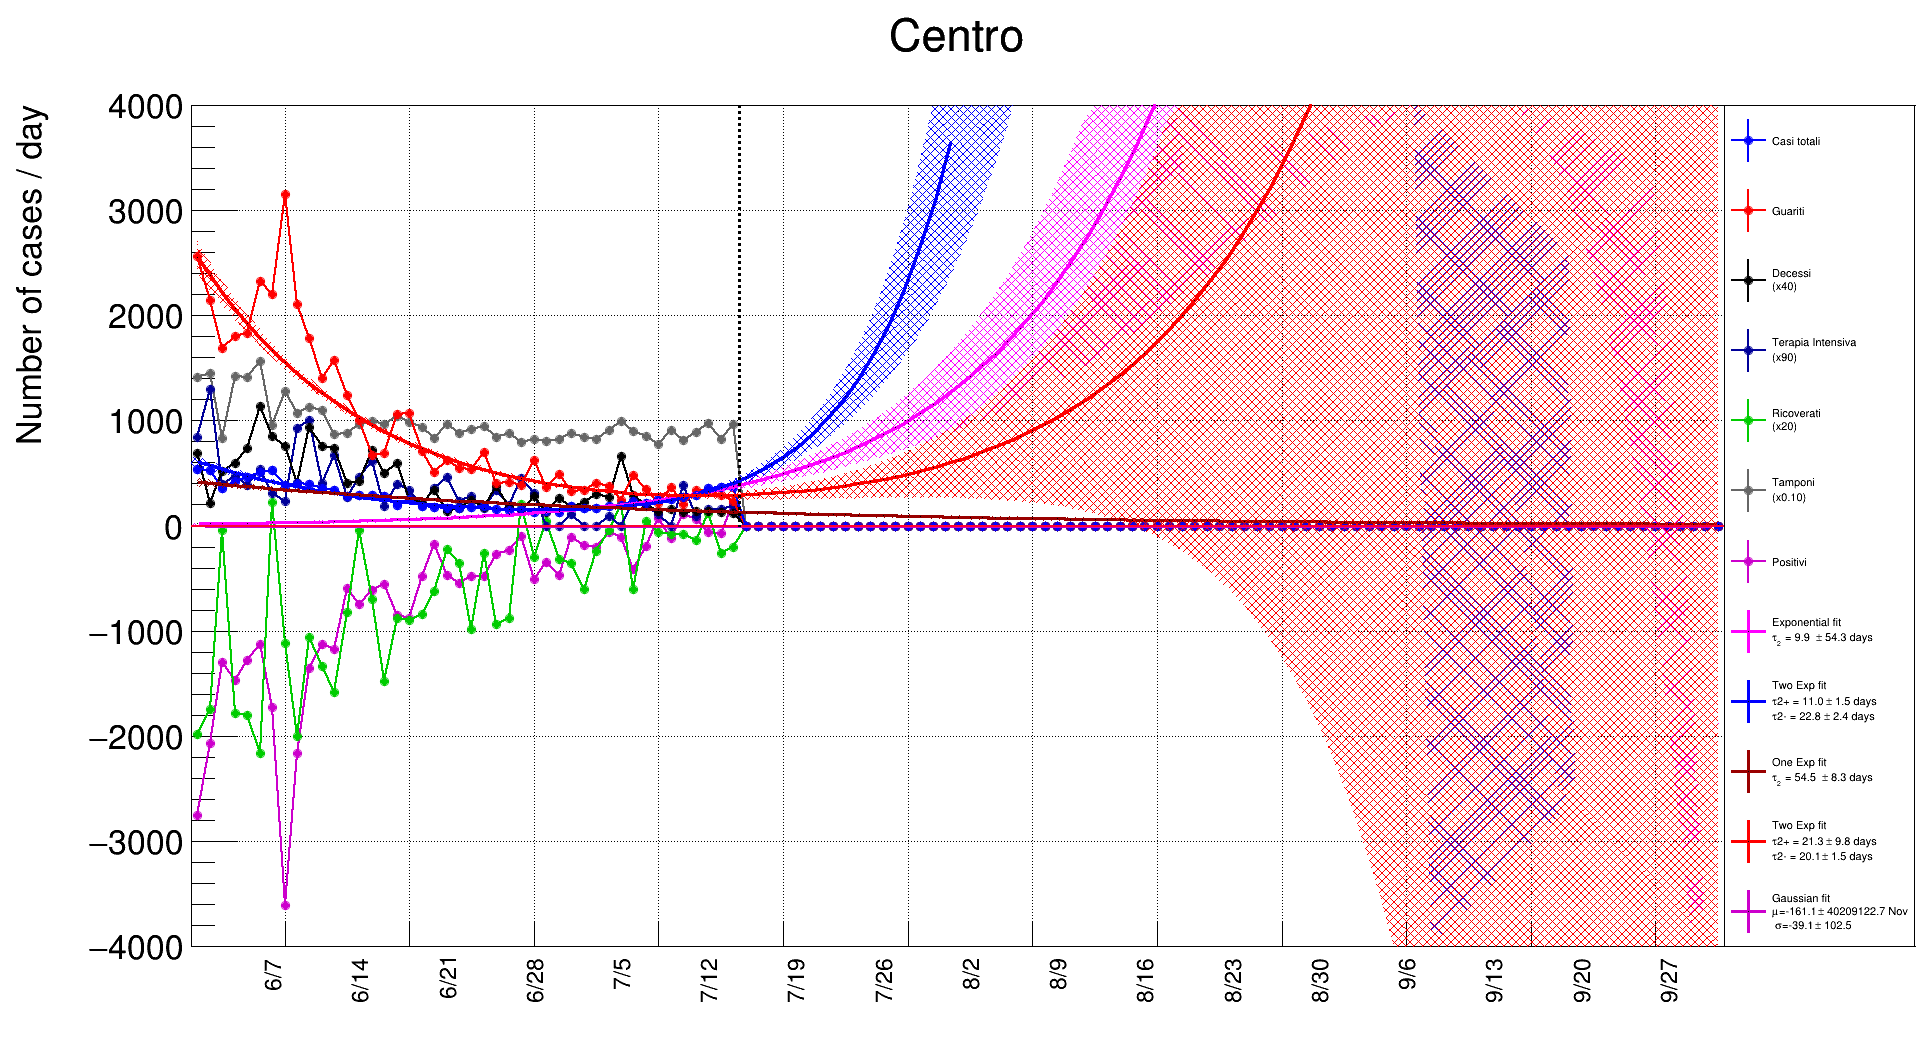 Centro
Number of cases / day
4000
3000
2000
1000
0
−1000
−2000
−3000
−4000
6/7
6/14
6/21
6/28
7/5
7/12
7/19
7/26
8/2
8/9
8/16
8/23
8/30
9/6
9/13
9/20
9/27
Casi totali
Guariti
Decessi
(x40)
Terapia Intensiva
(x90)
Ricoverati
(x20)
Tamponi
(x0.10)
Positivi
Exponential fit
τ₂ = 9.9 ± 54.3 days
Two Exp fit
τ2+ = 11.0 ± 1.5 days
τ2- = 22.8 ± 2.4 days
One Exp fit
τ₂ = 54.5 ± 8.3 days
Two Exp fit
τ2+ = 21.3 ± 9.8 days
τ2- = 20.1 ± 1.5 days
Gaussian fit
μ=-161.1± 40209122.7 Nov
σ=-39.1± 102.5